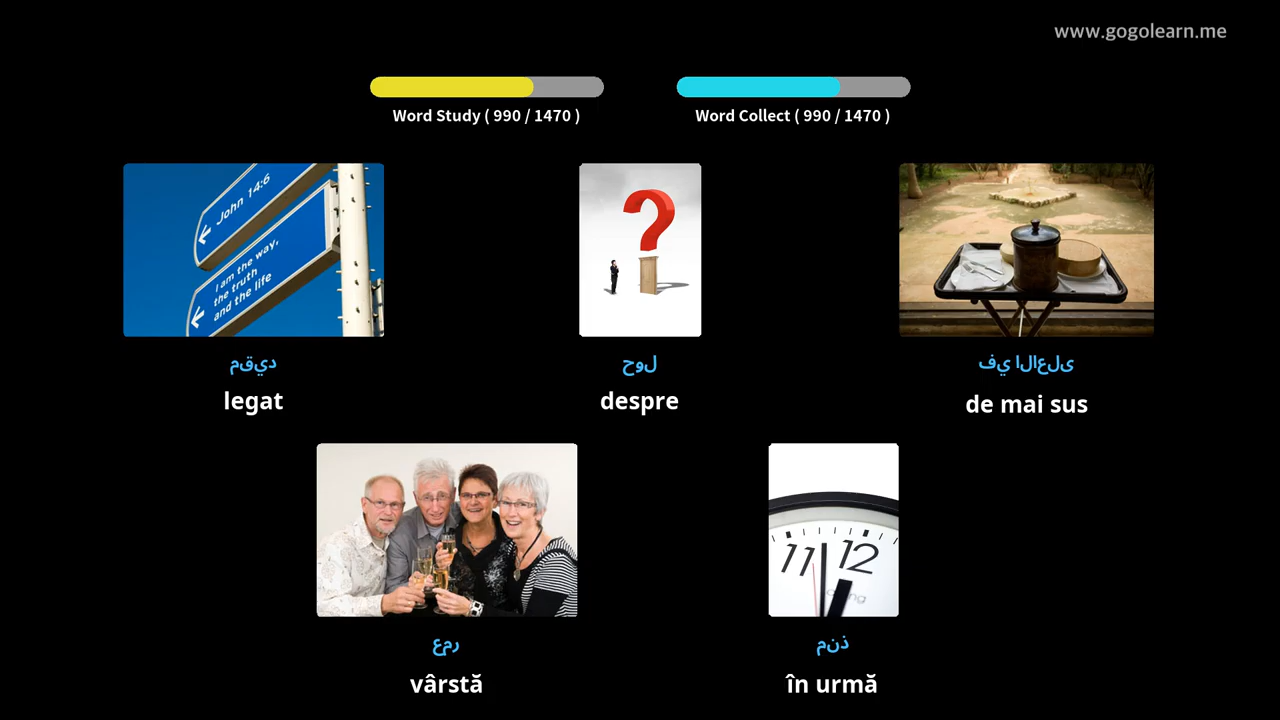 www.gogolearn.me
Word Study ( 990 / 1470 )
Word Collect ( 990 / 1470 )
John 14:6
I am the way,
the truth
and the life
مقيد
legat
حول
despre
في الاعلى
de mai sus
11 12
عمر
vârstă
منذ
în urmă